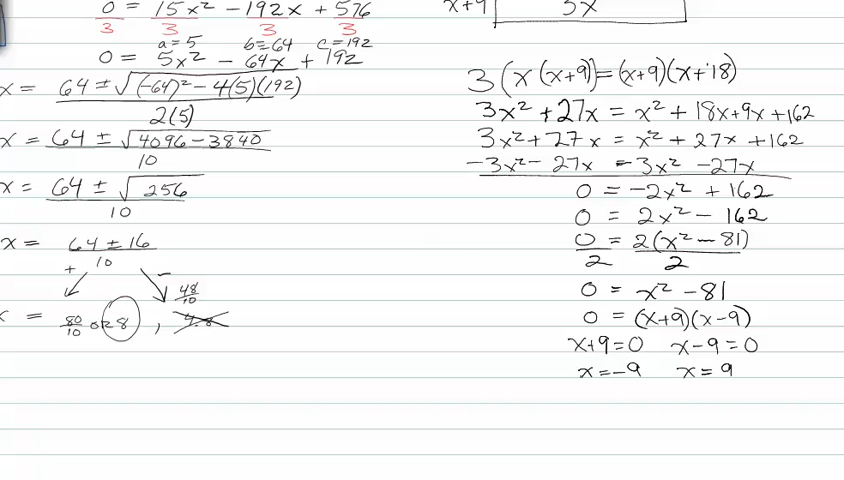 0 = 15x² - 192x + 576
3 3 3 3
a = 5 b = 64 c = 192
0 = 5x² - 64x + 192
x = 64 ± √(-64)² - 4(5)(192)
2(5)
x = 64 ± √4096 - 3840
10
x = 64 ± √256
10
x = 64 ± 16
10
+ -
48
10
x = 80 or 8 , 4.8
10
x+9 3x
3(x(x+9) = (x+9)(x+18)
3x² + 27x = x² + 18x + 9x + 162
3x² + 27x = x² + 27x + 162
-3x² - 27x -3x² - 27x
0 = -2x² + 162
0 = 2x² - 162
0 = 2(x² - 81)
2 2
0 = x² - 81
0 = (x+9)(x-9)
x+9=0 x-9=0
x=-9 x=9